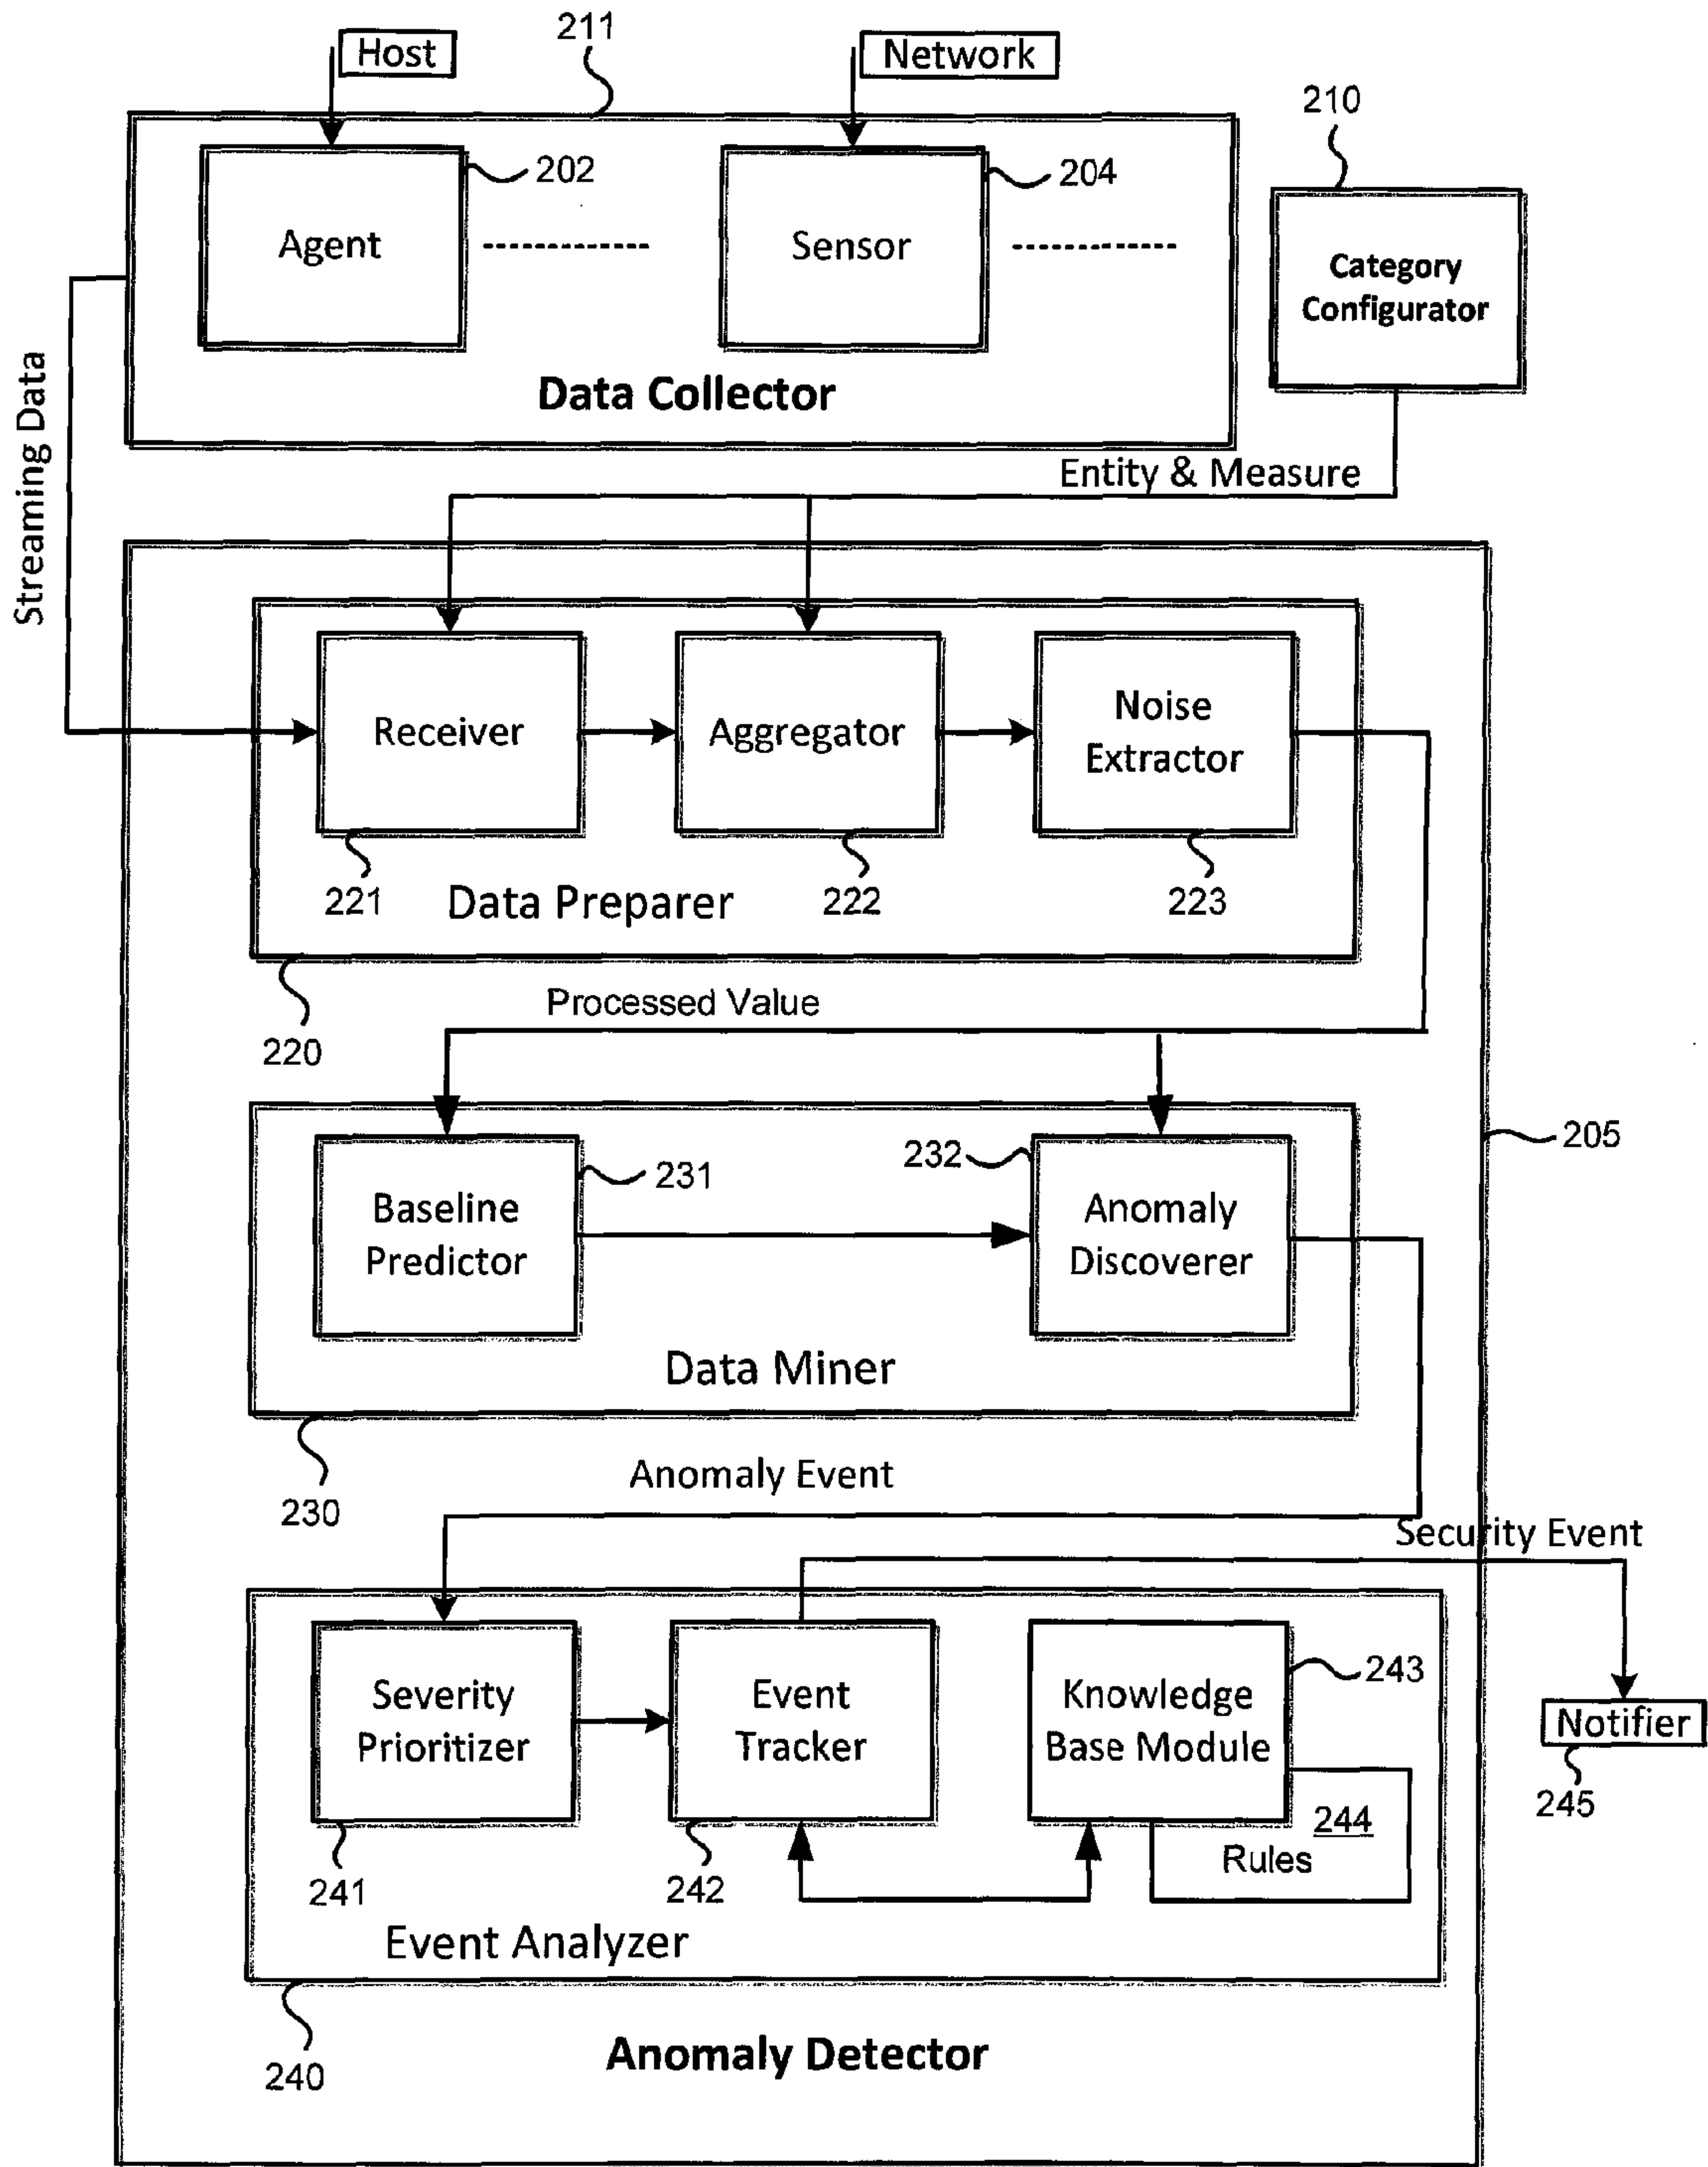 211
Host
Network
210
202
204
Agent
Sensor
Category
Configurator
Data Collector
Streaming Data
Entity & Measure
Receiver
Aggregator
Noise
Extractor
221
222
223
Data Preparer
Processed Value
220
205
232
231
Baseline
Predictor
Anomaly
Discoverer
Data Miner
Anomaly Event
230
Security Event
Severity
Prioritizer
Event
Tracker
Knowledge
Base Module
243
Notifier
245
244
Rules
241
242
Event Analyzer
Anomaly Detector
240